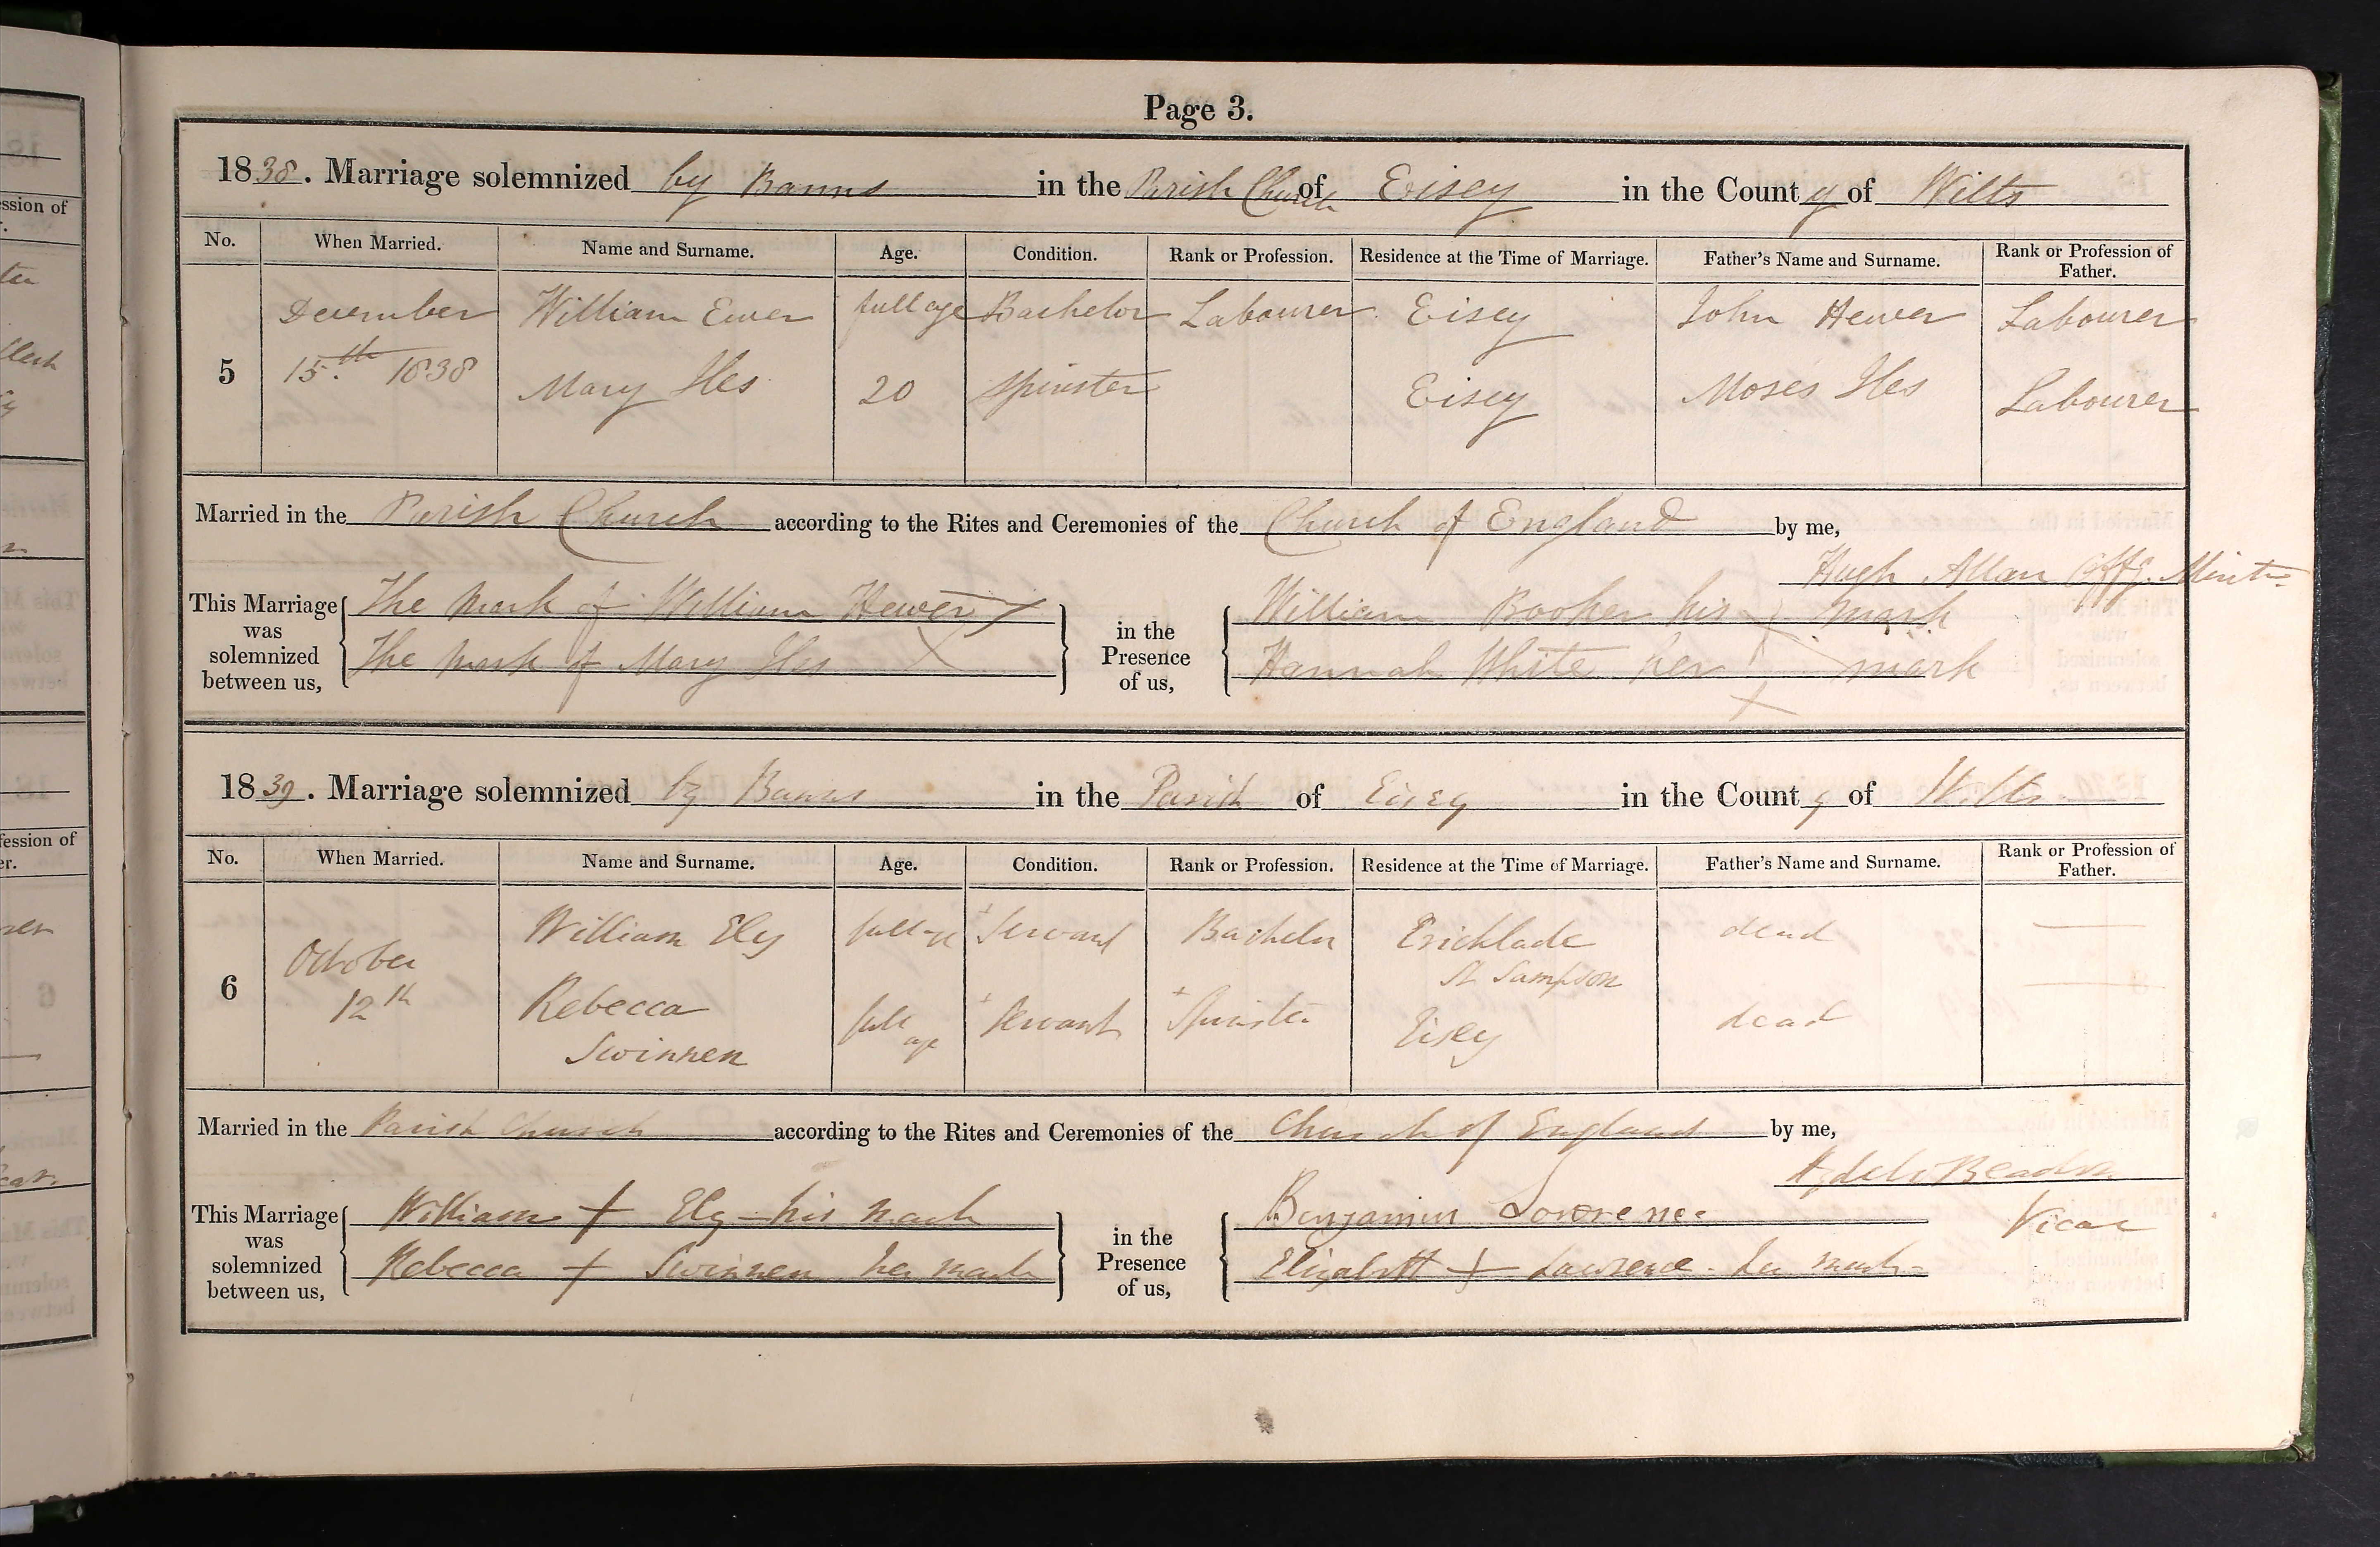 Page 3.
1838. Marriage solemnized by Banns in the Parish Church of Eisey in the County of Wilts
No. When Married. Name and Surname. Age. Condition. Rank or Profession. Residence at the Time of Marriage. Father's Name and Surname. Rank or Profession of Father.
December William Ewer full age Bachelor Labourer Eisey John Hewer Labourer
5 15.th 1838 Mary Iles 20 Spinster Eisey Moses Iles Labourer
Married in the Parish Church according to the Rites and Ceremonies of the Church of England by me,
Hugh Allan Offg. Mintr
This Marriage was solemnized between us,
The Mark of William Hewer X
The Mark of Mary Iles X
in the Presence of us,
William Booker his X mark
Hannah White her X mark
1839. Marriage solemnized by Banns in the Parish of Eisey in the County of Wilts
No. When Married. Name and Surname. Age. Condition. Rank or Profession. Residence at the Time of Marriage. Father's Name and Surname. Rank or Profession of Father.
William Ely full age + Servant Bachelor Cricklade dead —
October St Sampson
6 12th Rebecca full + Servant + Spinster Eisey dead —
Swinnen age
Married in the Parish Church according to the Rites and Ceremonies of the Church of England by me,
Vicar
This Marriage was solemnized between us,
William + Ely - his mark
Rebecca + Swinnen her mark
in the Presence of us,
Benjamin Lowrence
Elizabeth + Lawrence - her mark -